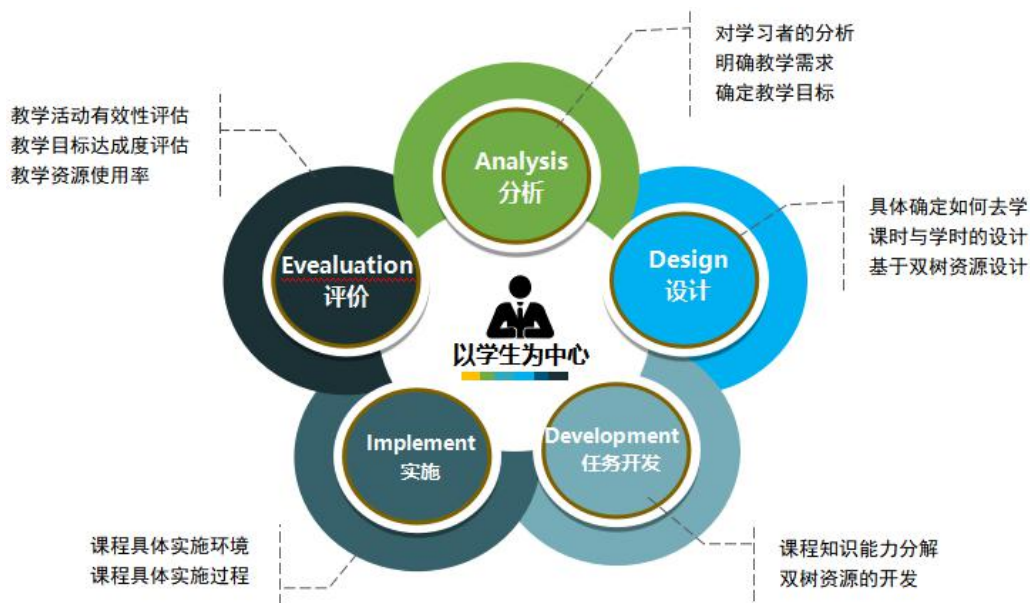 对学习者的分析
明确教学需求
确定教学目标
教学活动有效性评估
教学目标达成度评估
教学资源使用率
Analysis
分析
具体确定如何去学
课时与学时的设计
基于双树资源设计
Evealuation
评价
Design
设计
以学生为中心
Implement
实施
Development
任务开发
课程具体实施环境
课程具体实施过程
课程知识能力分解
双树资源的开发